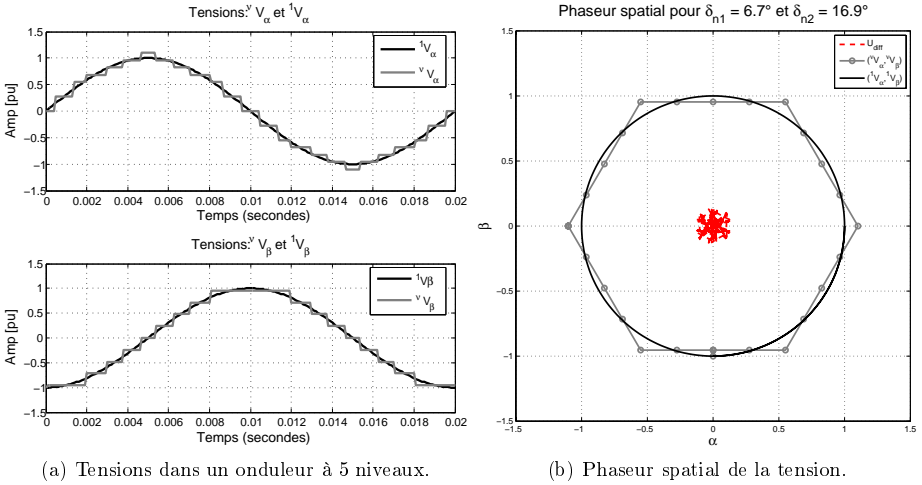 Tensions:ᵛ V_α et ¹V_α
Amp [pu]
1.5
1
0.5
0
−0.5
−1
−1.5
¹V_α
ᵛ V_α
0 0.002 0.004 0.006 0.008 0.01 0.012 0.014 0.016 0.018 0.02
Temps (secondes)
Tensions:ᵛ V_β et ¹V_β
Amp [pu]
1.5
1
0.5
0
−0.5
−1
−1.5
¹Vβ
ᵛ V_β
0 0.002 0.004 0.006 0.008 0.01 0.012 0.014 0.016 0.018 0.02
Temps (secondes)
(a) Tensions dans un onduleur à 5 niveaux.
Phaseur spatial pour δ_n1 = 6.7° et δ_n2 = 16.9°
β
1.5
1
0.5
0
−0.5
−1
−1.5
U_diff
(ᵛV_α,ᵛV_β)
(¹V_α,¹V_β)
−1.5 −1 −0.5 0 0.5 1 1.5
α
(b) Phaseur spatial de la tension.